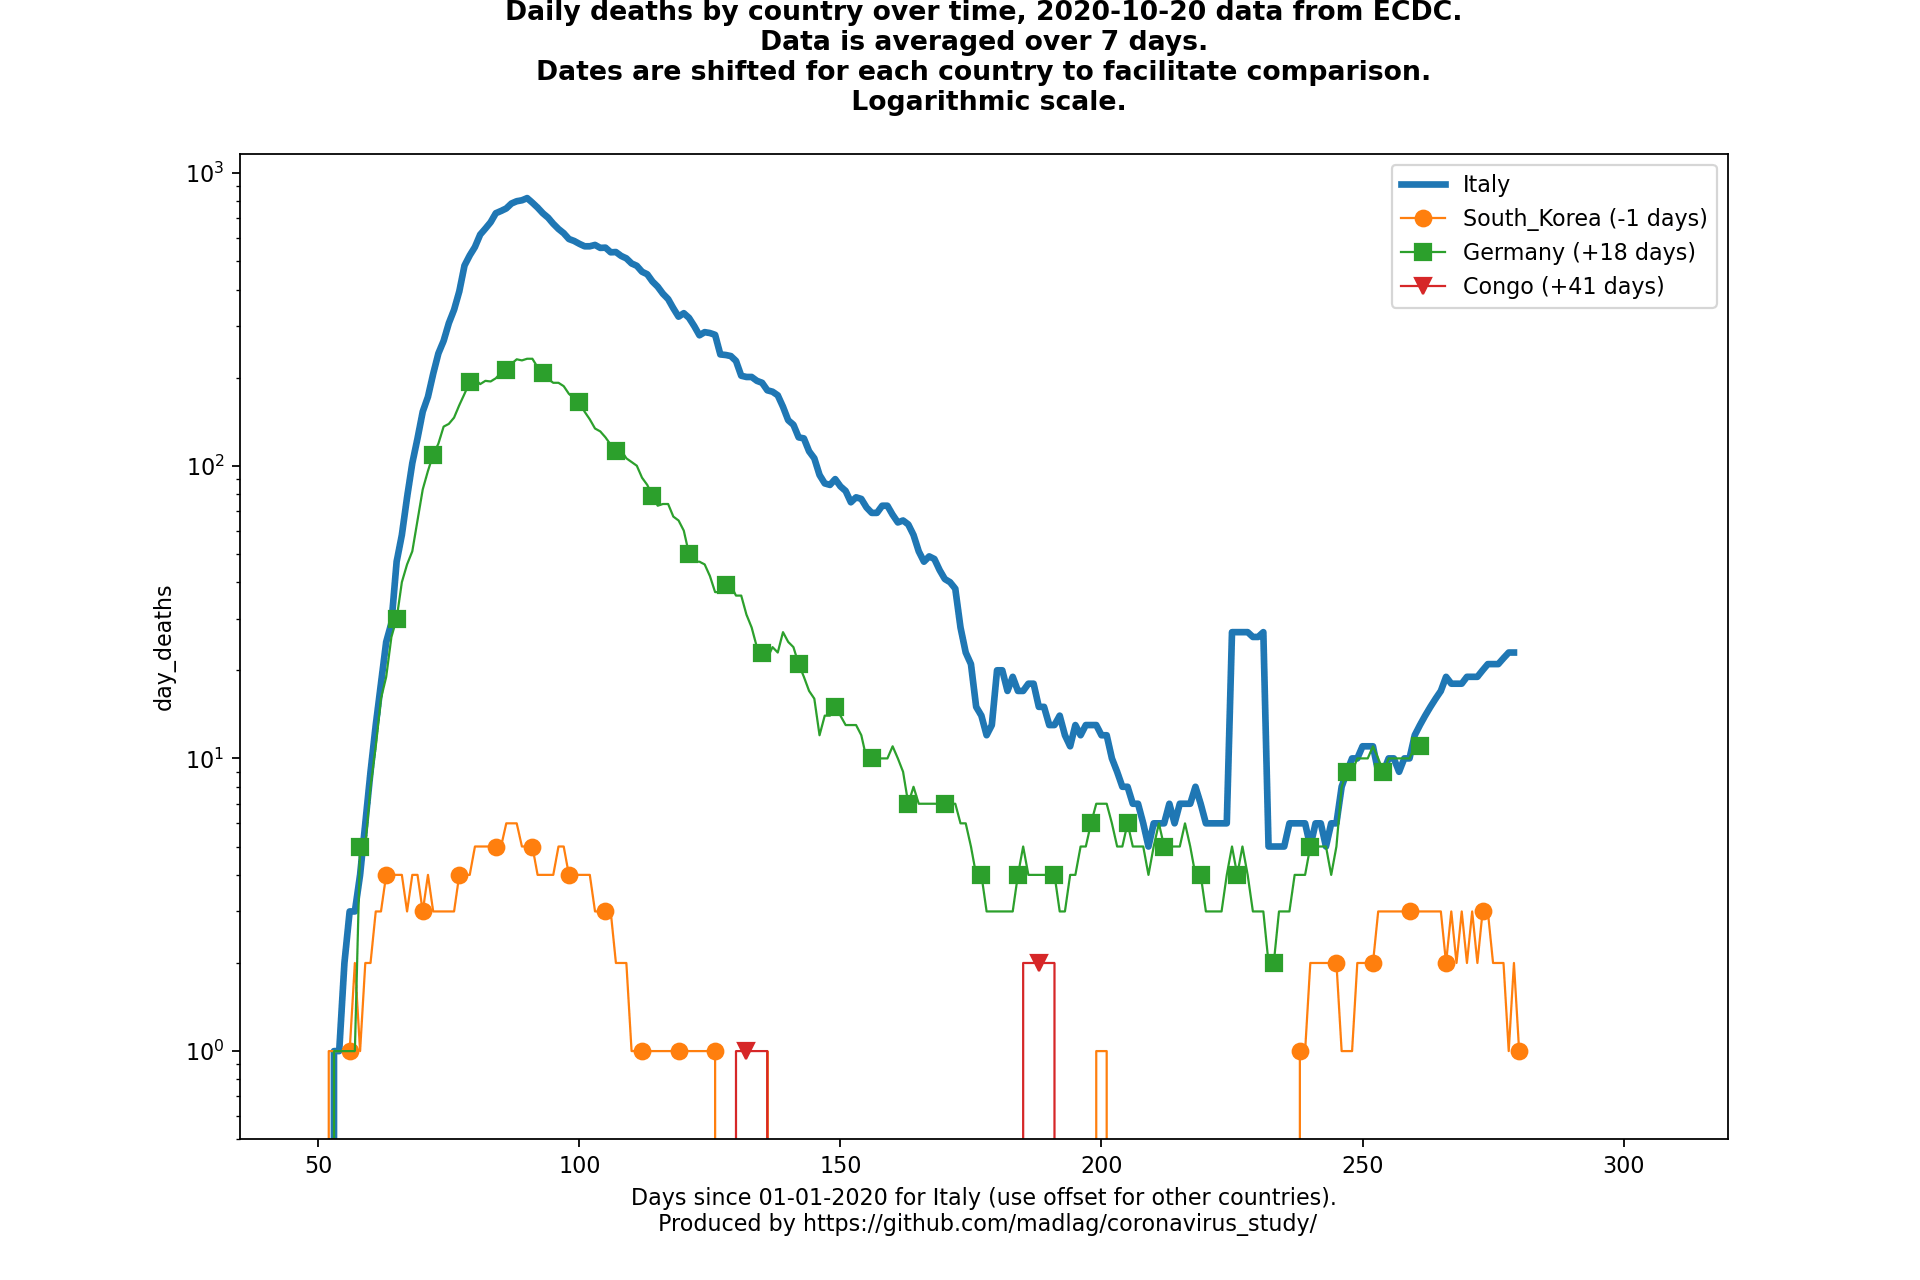 Daily deaths by country over time, 2020-10-20 data from ECDC.
Data is averaged over 7 days.
Dates are shifted for each country to facilitate comparison.
Logarithmic scale.
10³
10²
10¹
10⁰
day_deaths
Italy
South_Korea (-1 days)
Germany (+18 days)
Congo (+41 days)
50 100 150 200 250 300
Days since 01-01-2020 for Italy (use offset for other countries).
Produced by https://github.com/madlag/coronavirus_study/